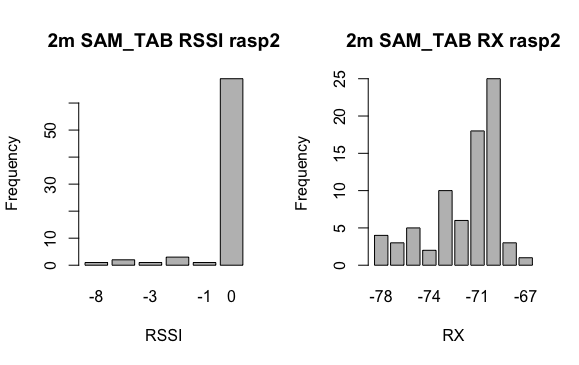 2m SAM_TAB RSSI rasp2
Frequency
50
30
10
0
-8 -3 -1 0
RSSI
2m SAM_TAB RX rasp2
Frequency
25
20
15
10
5
0
-78 -74 -71 -67
RX